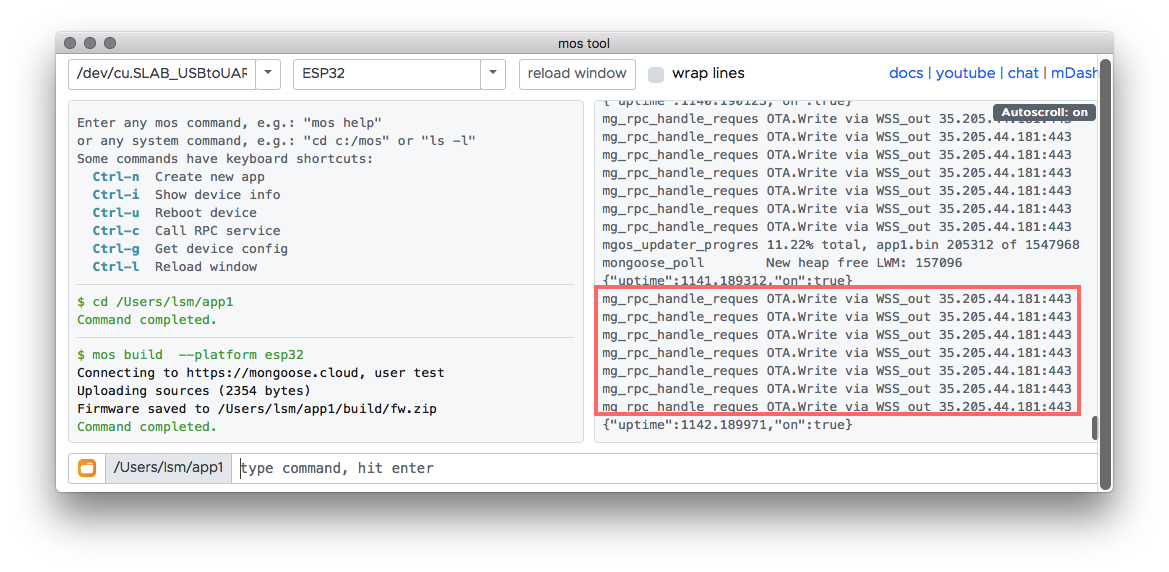 mos tool
/dev/cu.SLAB_USBtoUAR
ESP32
reload window
wrap lines
docs | youtube | chat | mDash
Enter any mos command, e.g.: "mos help"
or any system command, e.g.: "cd c:/mos" or "ls -l"
Some commands have keyboard shortcuts:
Ctrl-n Create new app
Ctrl-i Show device info
Ctrl-u Reboot device
Ctrl-c Call RPC service
Ctrl-g Get device config
Ctrl-l Reload window
$ cd /Users/lsm/app1
Command completed.
$ mos build --platform esp32
Connecting to https://mongoose.cloud, user test
Uploading sources (2354 bytes)
Firmware saved to /Users/lsm/app1/build/fw.zip
Command completed.
{"uptime":1140.190123,"on":true}
Autoscroll: on
mg_rpc_handle_reques OTA.Write via WSS_out 35.205.44.181:443
mg_rpc_handle_reques OTA.Write via WSS_out 35.205.44.181:443
mg_rpc_handle_reques OTA.Write via WSS_out 35.205.44.181:443
mg_rpc_handle_reques OTA.Write via WSS_out 35.205.44.181:443
mg_rpc_handle_reques OTA.Write via WSS_out 35.205.44.181:443
mg_rpc_handle_reques OTA.Write via WSS_out 35.205.44.181:443
mg_rpc_handle_reques OTA.Write via WSS_out 35.205.44.181:443
mgos_updater_progres 11.22% total, app1.bin 205312 of 1547968
mongoose_poll New heap free LWM: 157096
{"uptime":1141.189312,"on":true}
mg_rpc_handle_reques OTA.Write via WSS_out 35.205.44.181:443
mg_rpc_handle_reques OTA.Write via WSS_out 35.205.44.181:443
mg_rpc_handle_reques OTA.Write via WSS_out 35.205.44.181:443
mg_rpc_handle_reques OTA.Write via WSS_out 35.205.44.181:443
mg_rpc_handle_reques OTA.Write via WSS_out 35.205.44.181:443
mg_rpc_handle_reques OTA.Write via WSS_out 35.205.44.181:443
mg_rpc_handle_reques OTA.Write via WSS_out 35.205.44.181:443
{"uptime":1142.189971,"on":true}
/Users/lsm/app1
type command, hit enter